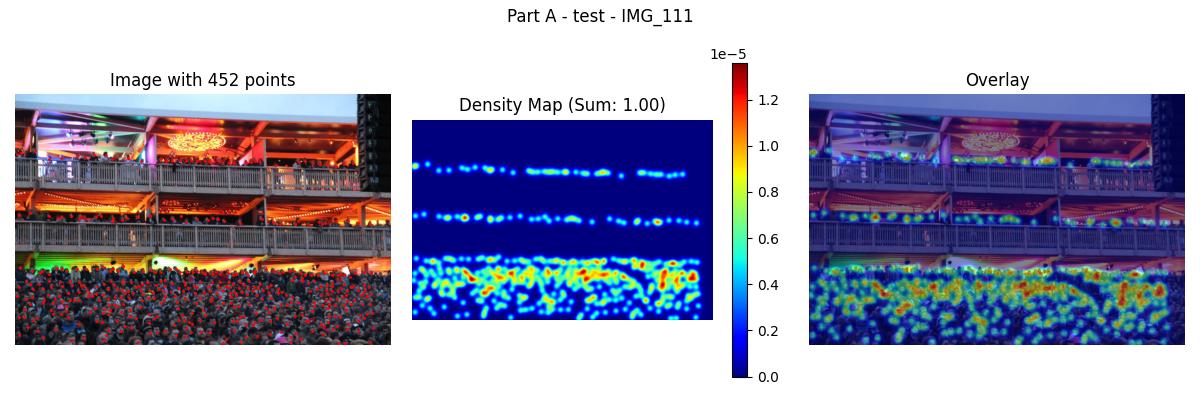 Part A - test - IMG_111
Image with 452 points
Density Map (Sum: 1.00)
1e−5
1.2
1.0
0.8
0.6
0.4
0.2
0.0
Overlay